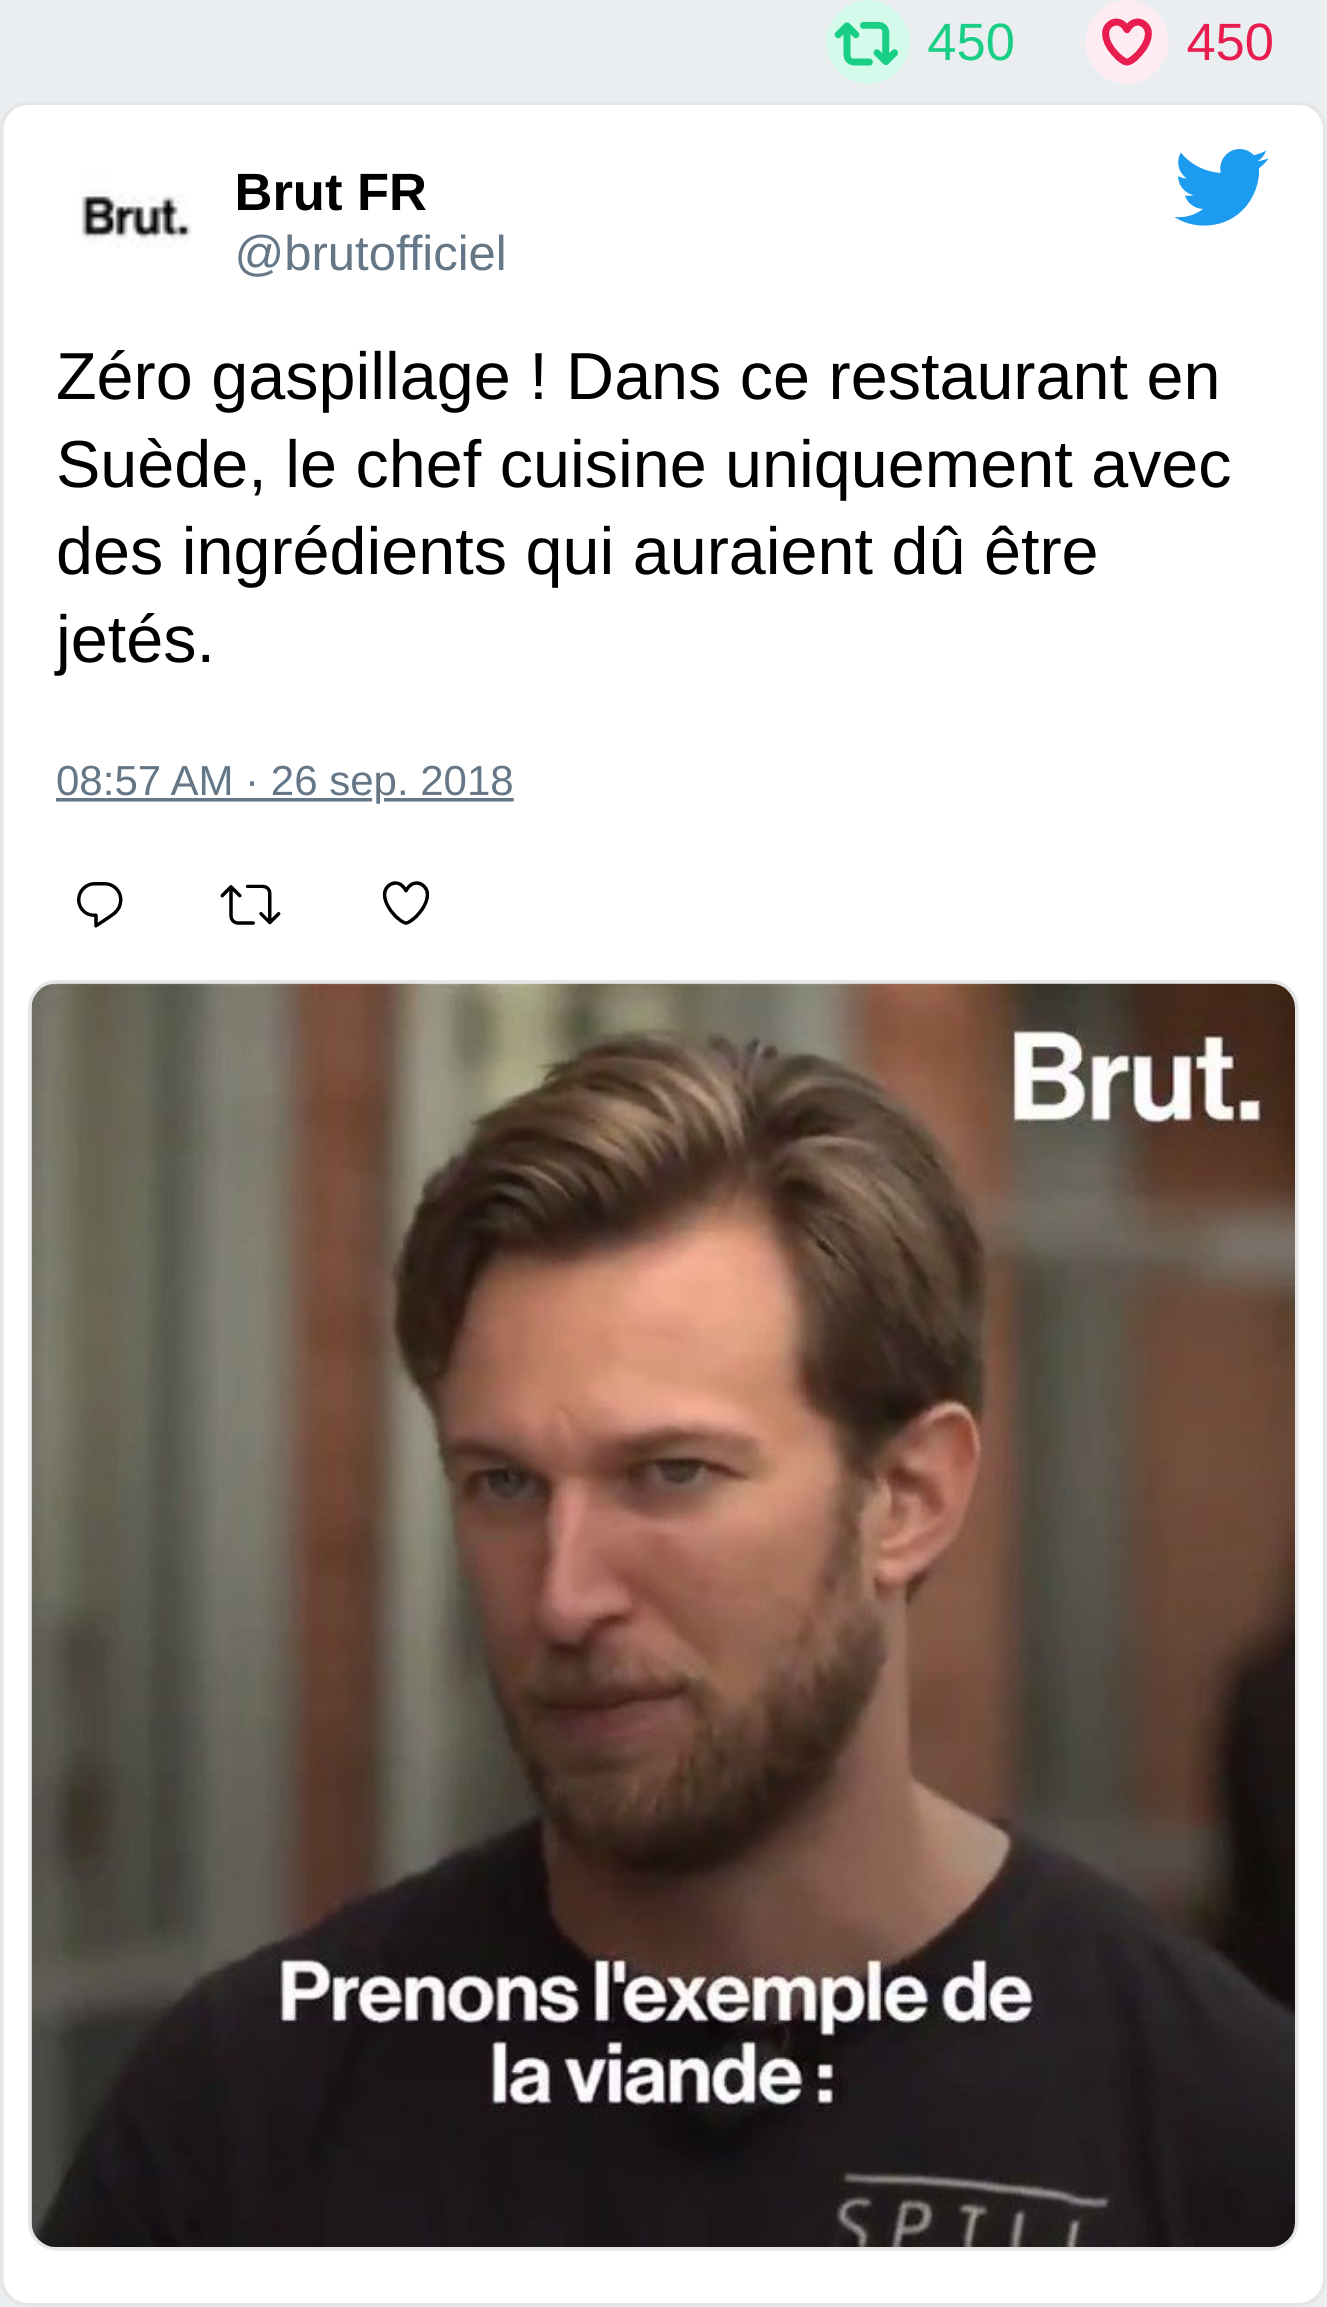 450 450
Brut.
Brut FR
@brutofficiel
Zéro gaspillage ! Dans ce restaurant en
Suède, le chef cuisine uniquement avec
des ingrédients qui auraient dû être
jetés.
08:57 AM · 26 sep. 2018
Brut.
Prenons l'exemple de
la viande :
SPILL